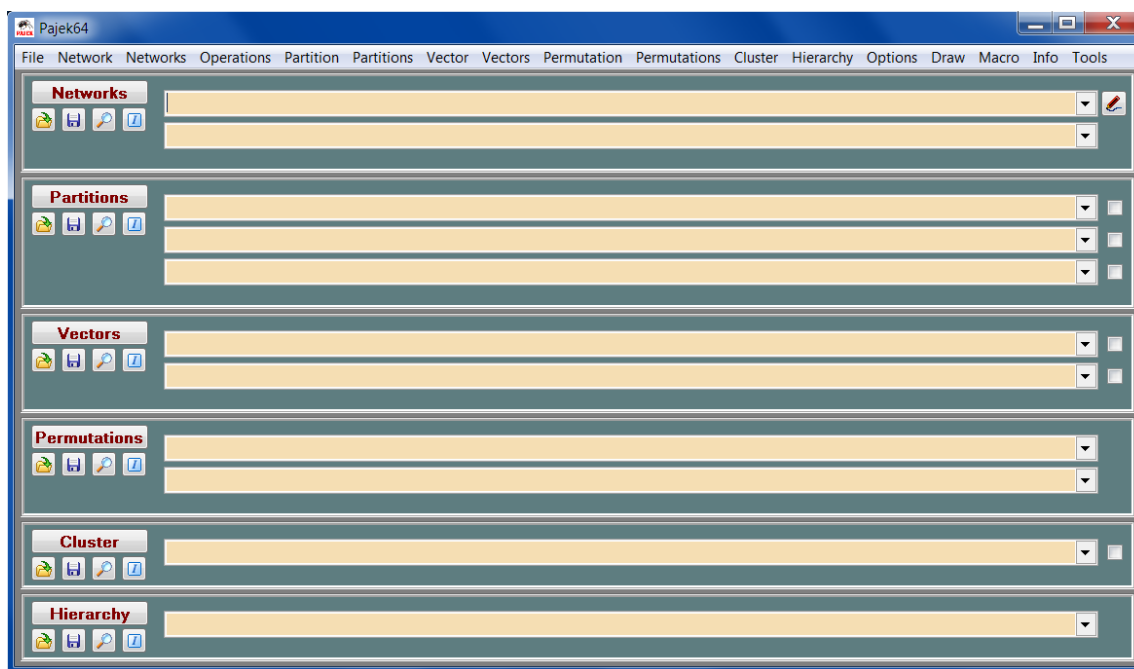 Pajek64
File Network Networks Operations Partition Partitions Vector Vectors Permutation Permutations Cluster Hierarchy Options Draw Macro Info Tools
Networks
Partitions
Vectors
Permutations
Cluster
Hierarchy